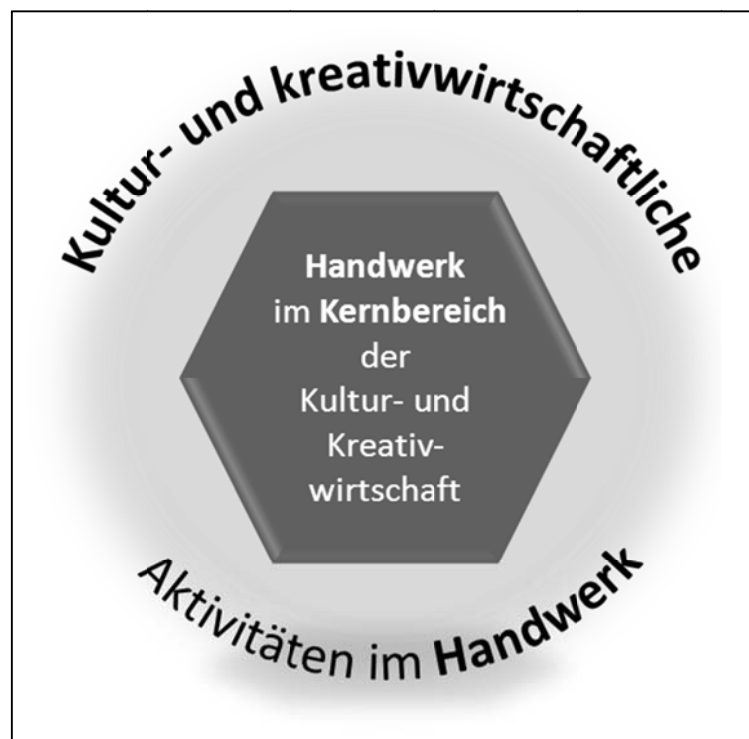 Kultur- und kreativwirtschaftliche
Handwerk
im Kernbereich
der
Kultur- und
Kreativ-
wirtschaft
Aktivitäten im Handwerk